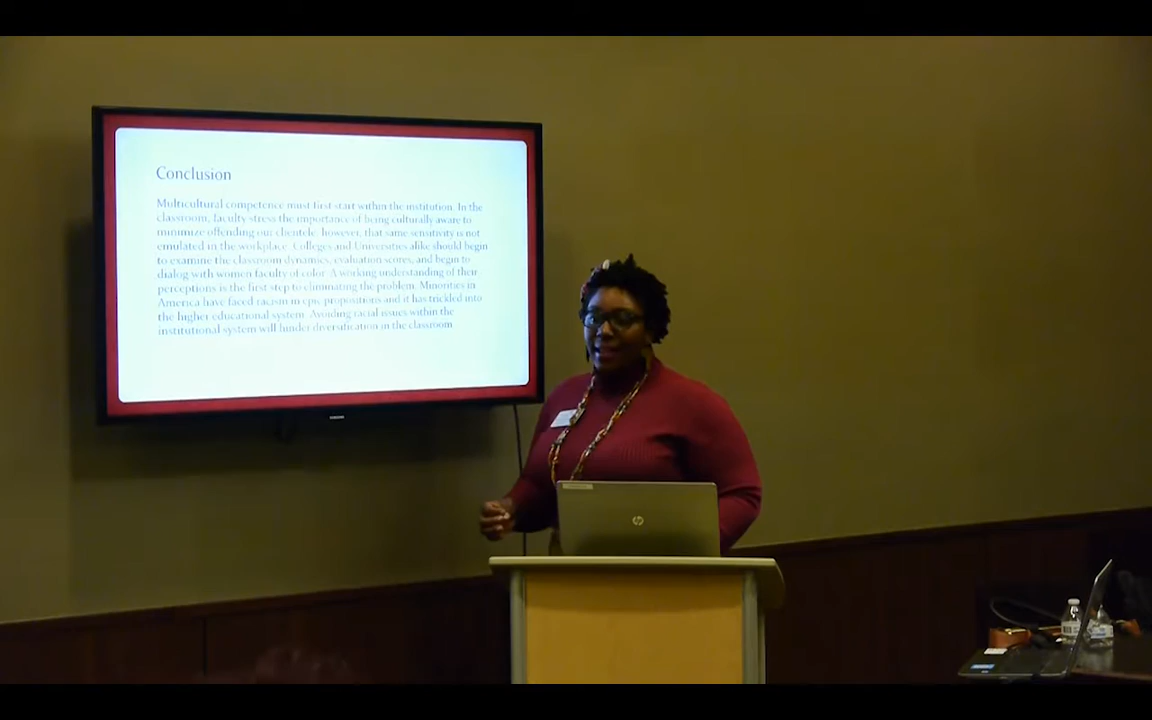 Conclusion
Multicultural competence must first start within the institution. In the
classroom, faculty stress the importance of being culturally aware to
minimize offending our clientele, however, that same sensitivity is not
emulated in the workplace. Colleges and Universities alike should begin
to examine the classroom dynamics, evaluation scores, and begin to
dialog with women faculty of color. A working understanding of their
perceptions is the first step to eliminating the problem. Minorities in
America have faced racism in epic propositions and it has trickled into
the higher educational system. Avoiding racial issues within the
institutional system will hinder diversification in the classroom.
SAMSUNG
hp